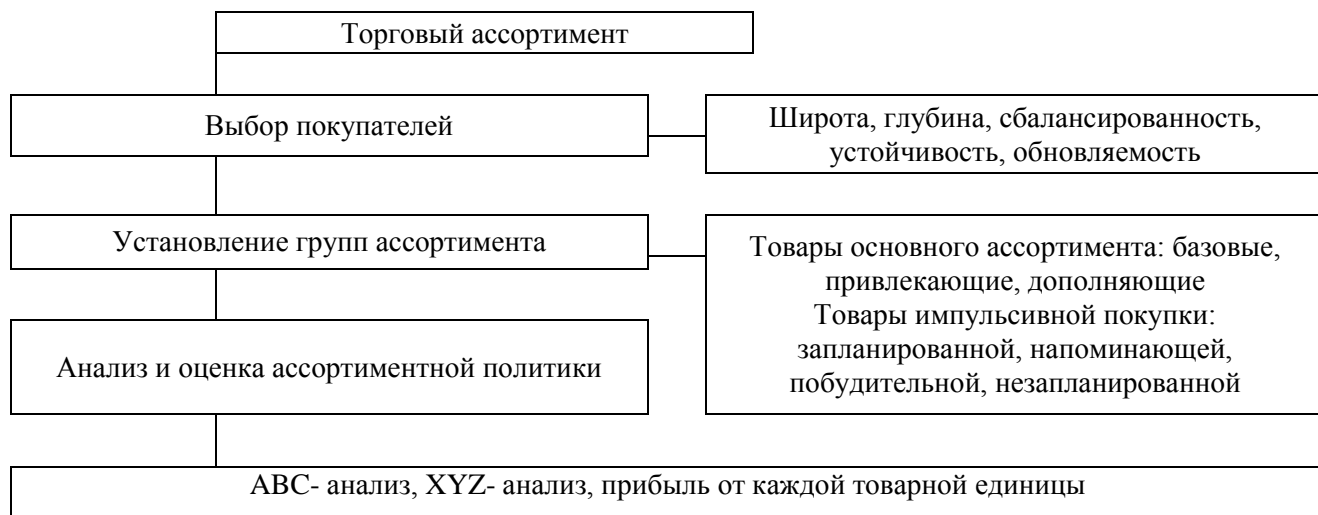 Торговый ассортимент
Выбор покупателей
Широта, глубина, сбалансированность,
устойчивость, обновляемость
Установление групп ассортимента
Товары основного ассортимента: базовые,
привлекающие, дополняющие
Товары импульсивной покупки:
запланированной, напоминающей,
побудительной, незапланированной
Анализ и оценка ассортиментной политики
ABC- анализ, XYZ- анализ, прибыль от каждой товарной единицы